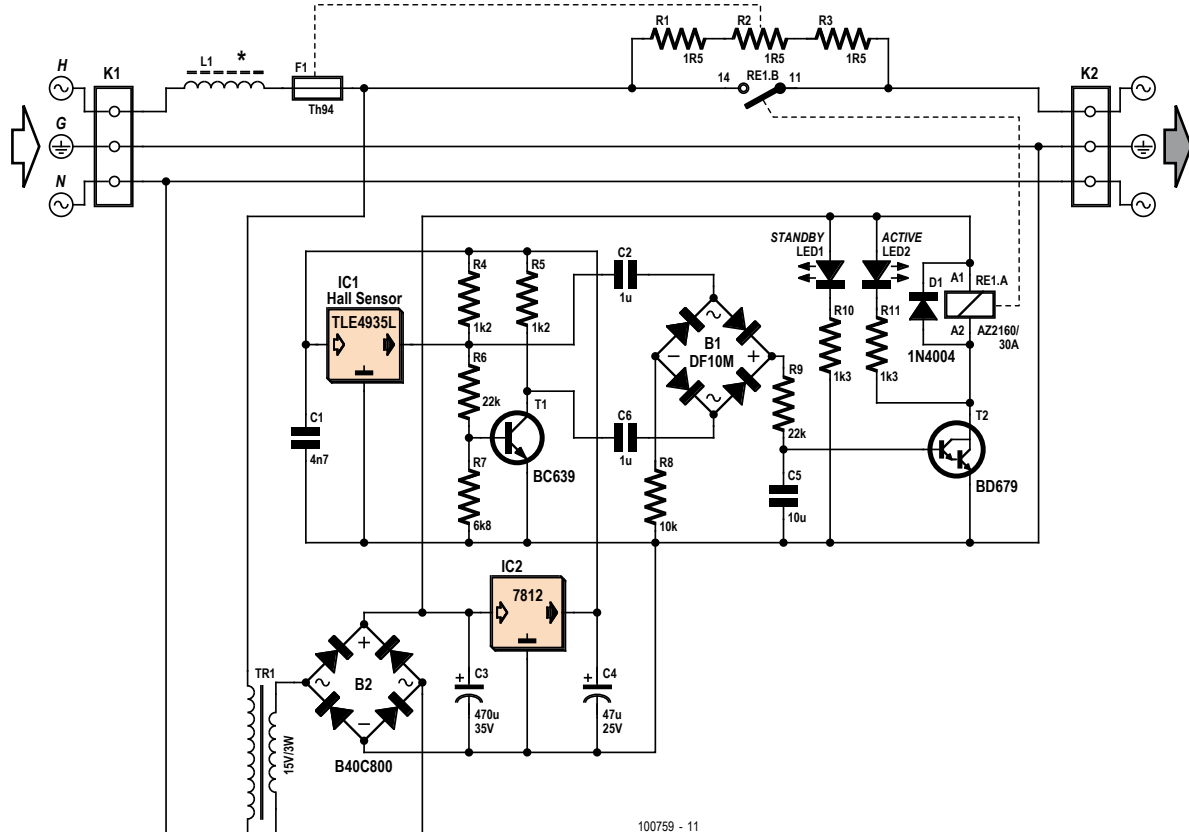 R1
R2
R3
1R5
1R5
1R5
H
K1
L1
*
F1
Th94
14
RE1.B
11
K2
G
N
STANDBY
LED1
ACTIVE
LED2
IC1
Hall Sensor
TLE4935L
R4
1k2
R5
1k2
C2
1u
B1
DF10M
−
+
R10
1k3
R11
1k3
D1
1N4004
A1
RE1.A
A2
AZ2160/
30A
R6
22k
T1
BC639
R9
22k
T2
BD679
C1
4n7
C6
1u
R7
6k8
R8
10k
C5
10u
IC2
7812
TR1
15V/3W
+
B2
−
B40C800
+
C3
470u
35V
+
C4
47u
25V
100759 - 11